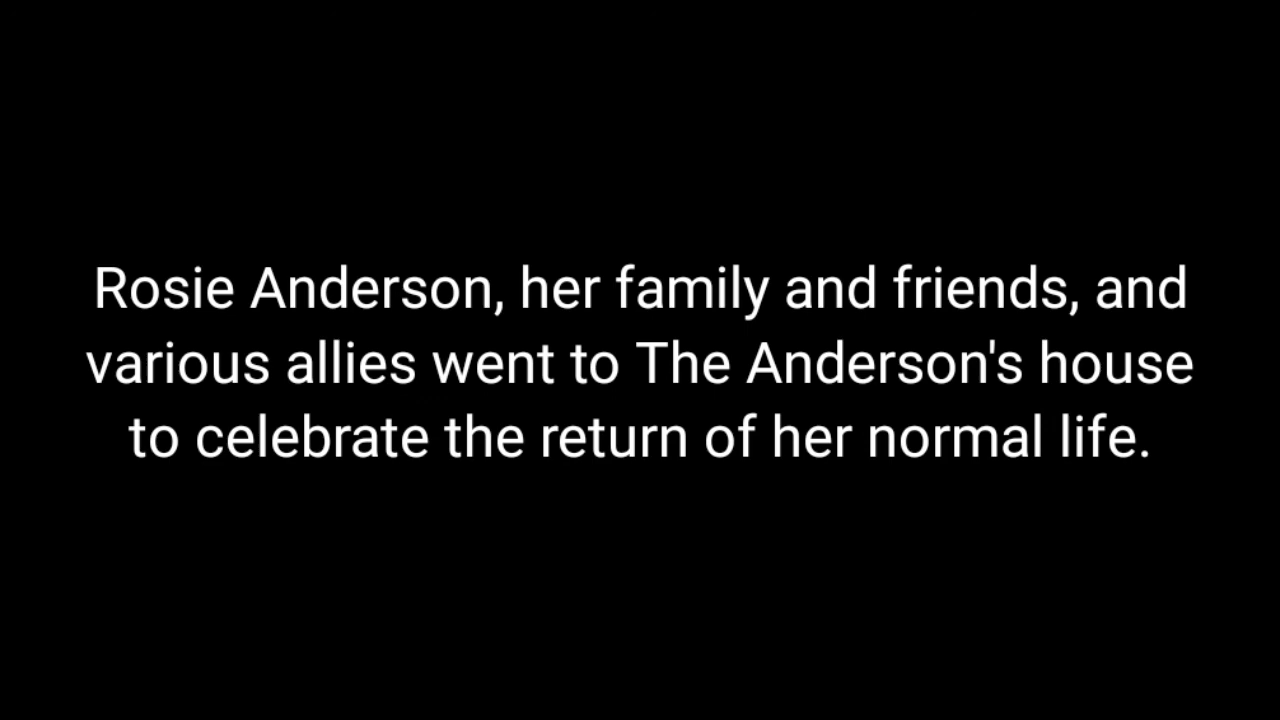 Rosie Anderson, her family and friends, and
various allies went to The Anderson's house
to celebrate the return of her normal life.